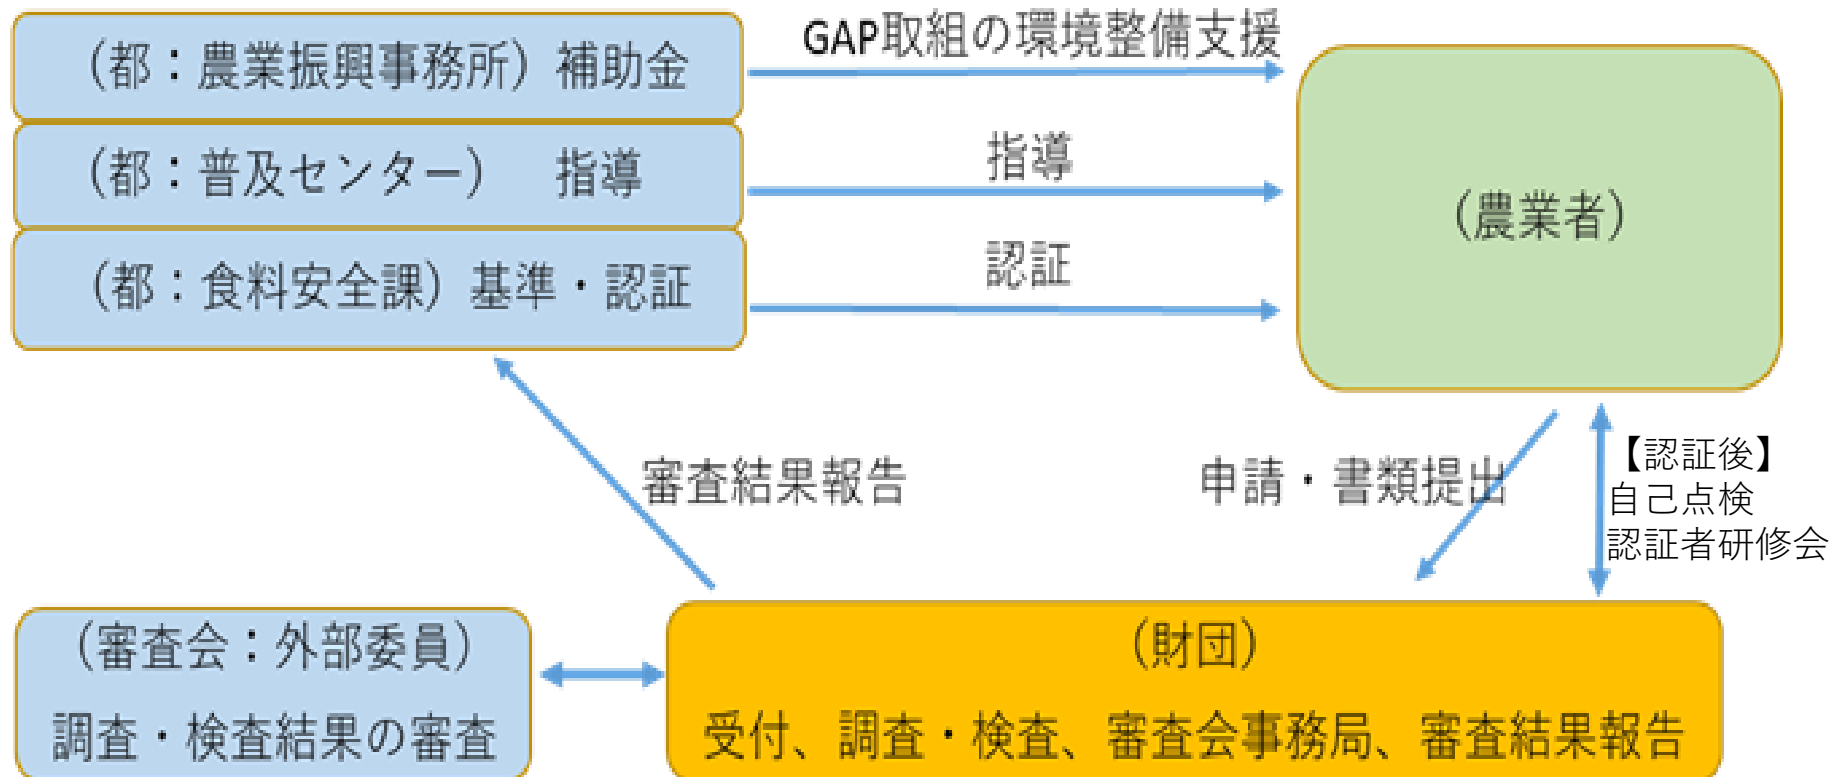 （都：農業振興事務所）補助金
GAP取組の環境整備支援
（都：普及センター）　指導
指導
（都：食料安全課）基準・認証
認証
（農業者）
審査結果報告
申請・書類提出
【認証後】
自己点検
認証者研修会
（審査会：外部委員）
調査・検査結果の審査
（財団）
受付、調査・検査、審査会事務局、審査結果報告